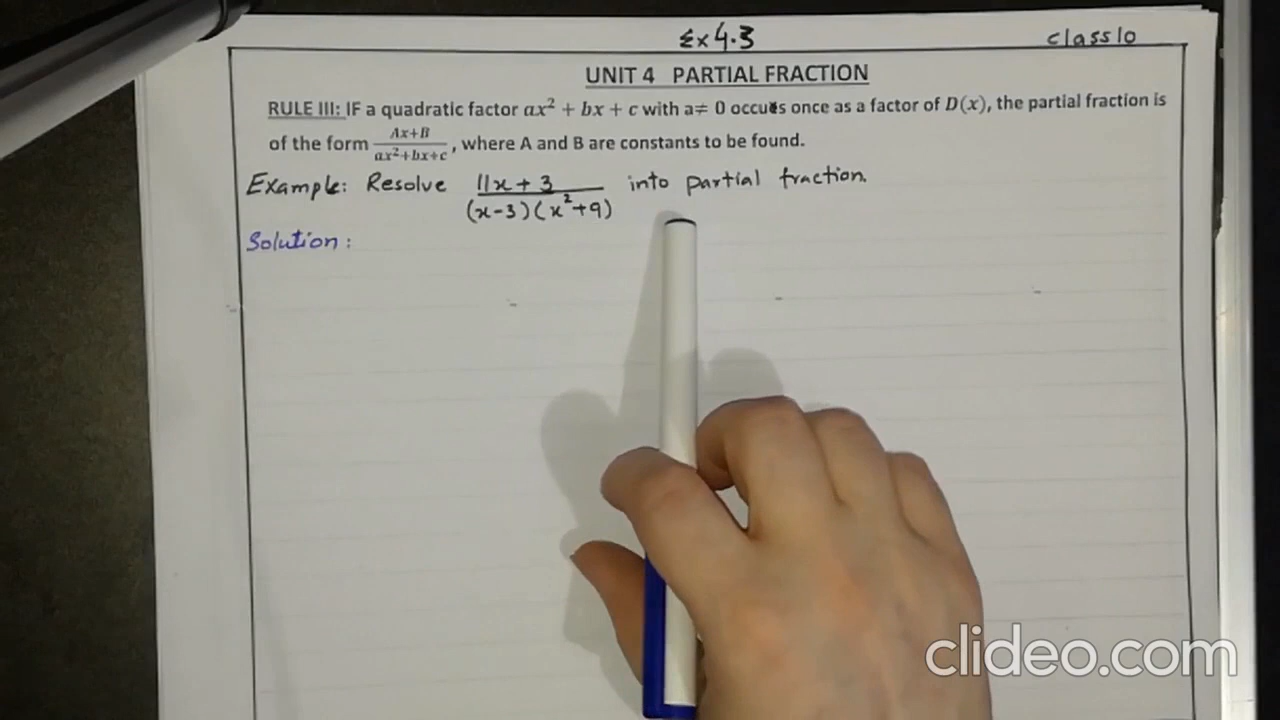 Ex 4.3
class 10
UNIT 4 PARTIAL FRACTION
RULE III: IF a quadratic factor ax² + bx + c with a≠ 0 occurs once as a factor of D(x), the partial fraction is
of the form (Ax+B)/(ax²+bx+c), where A and B are constants to be found.
Example: Resolve (11x + 3)/((x-3)(x²+9)) into partial fraction.
Solution:
clideo.com